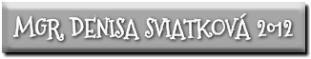 MGR. DENISA SVIATKOVÁ 2012